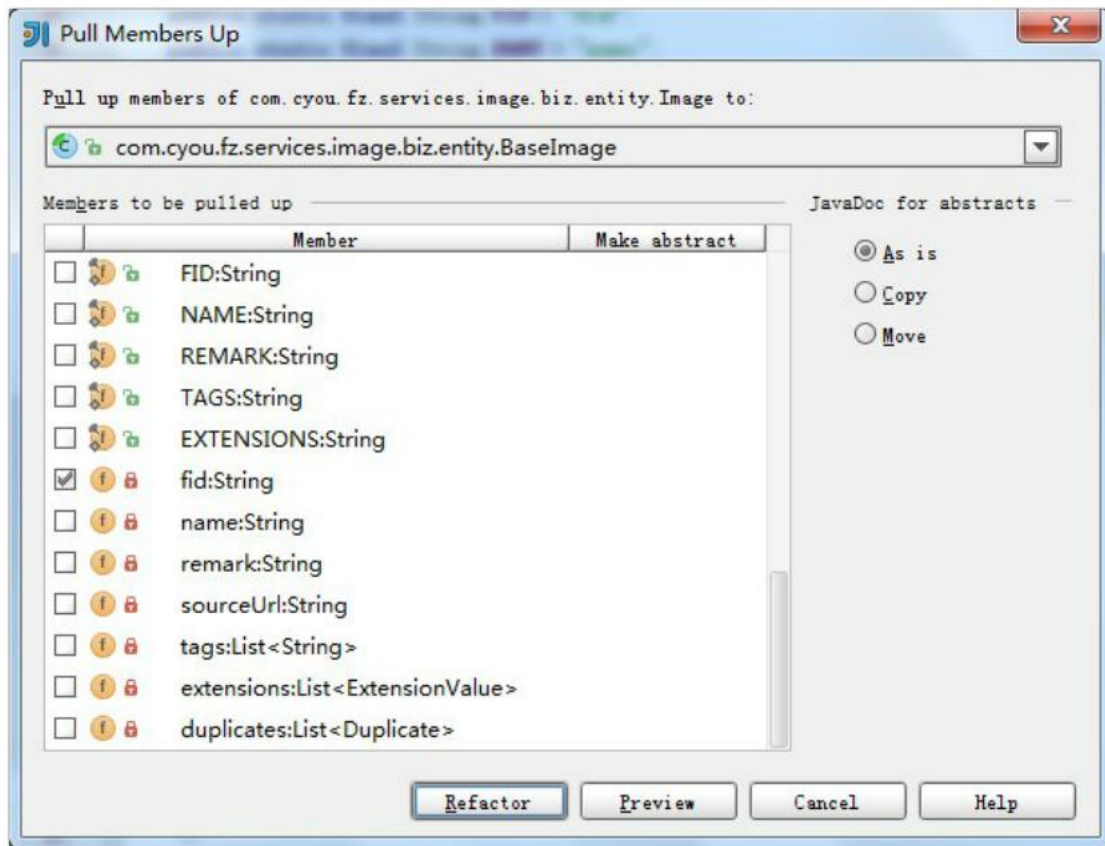 Pull Members Up
Pull up members of com.cyou.fz.services.image.biz.entity.Image to:
com.cyou.fz.services.image.biz.entity.BaseImage
Members to be pulled up
JavaDoc for abstracts
Member Make abstract
FID:String
NAME:String
REMARK:String
TAGS:String
EXTENSIONS:String
fid:String
name:String
remark:String
sourceUrl:String
tags:List<String>
extensions:List<ExtensionValue>
duplicates:List<Duplicate>
As is
Copy
Move
Refactor Preview Cancel Help